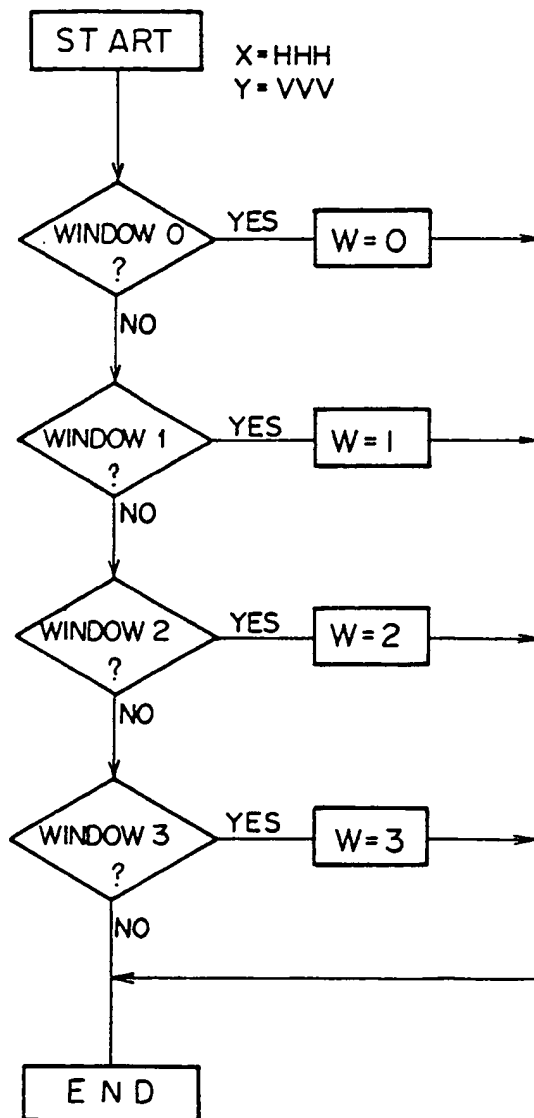 START
X=HHH
Y=VVV
WINDOW 0
?
YES
W=0
NO
WINDOW 1
?
YES
W=1
NO
WINDOW 2
?
YES
W=2
NO
WINDOW 3
?
YES
W=3
NO
END